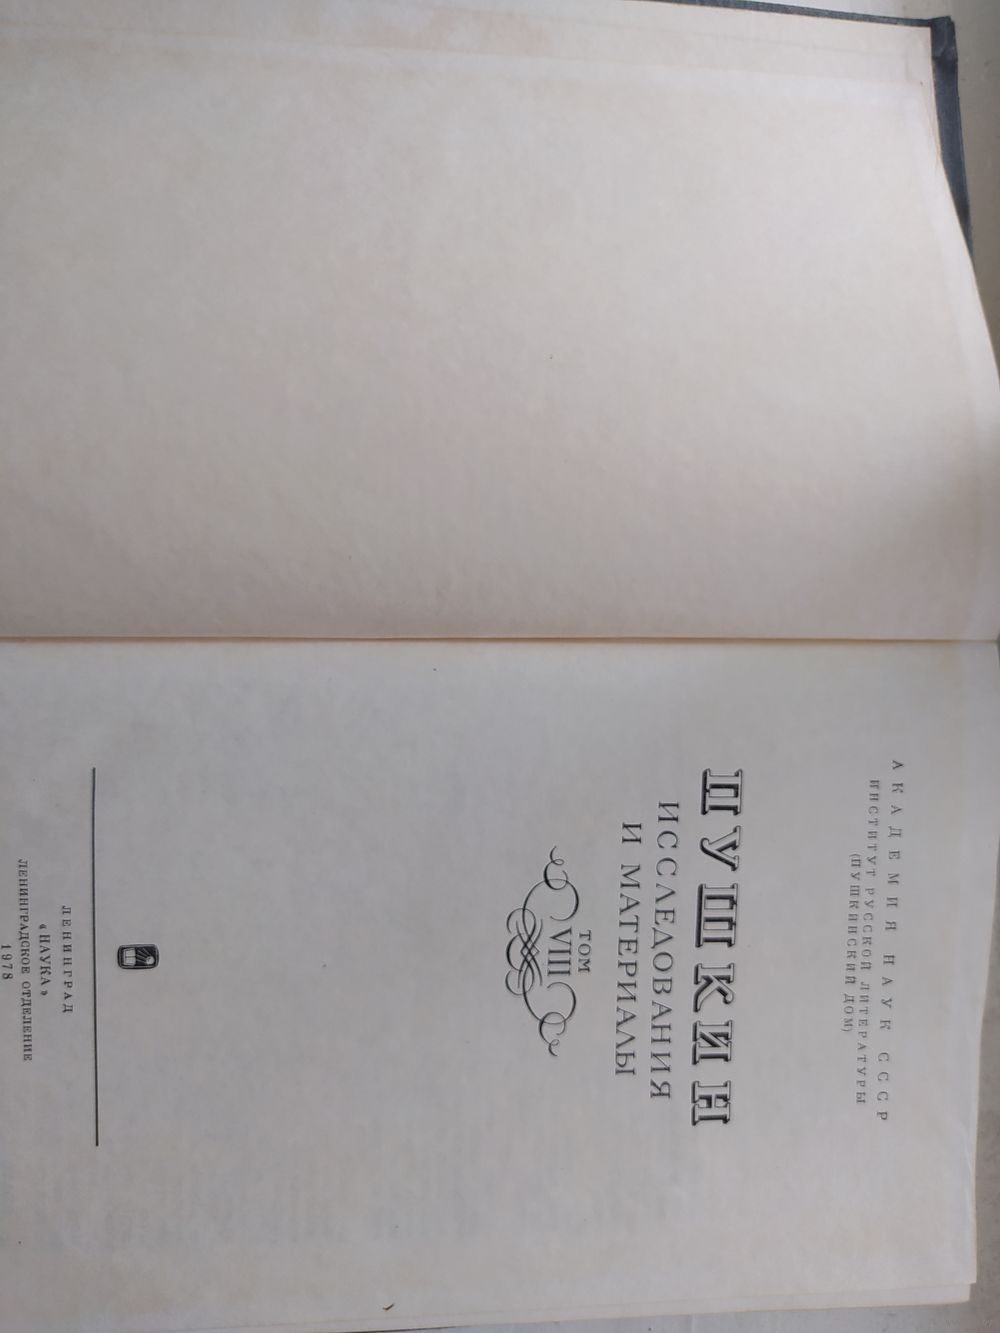 АКАДЕМИЯ НАУК СССР
ИНСТИТУТ РУССКОЙ ЛИТЕРАТУРЫ
(ПУШКИНСКИЙ ДОМ)
ПУШКИН
ИССЛЕДОВАНИЯ
И МАТЕРИАЛЫ
ТОМ
VIII
ЛЕНИНГРАД
«НАУКА»
ЛЕНИНГРАДСКОЕ ОТДЕЛЕНИЕ
1978